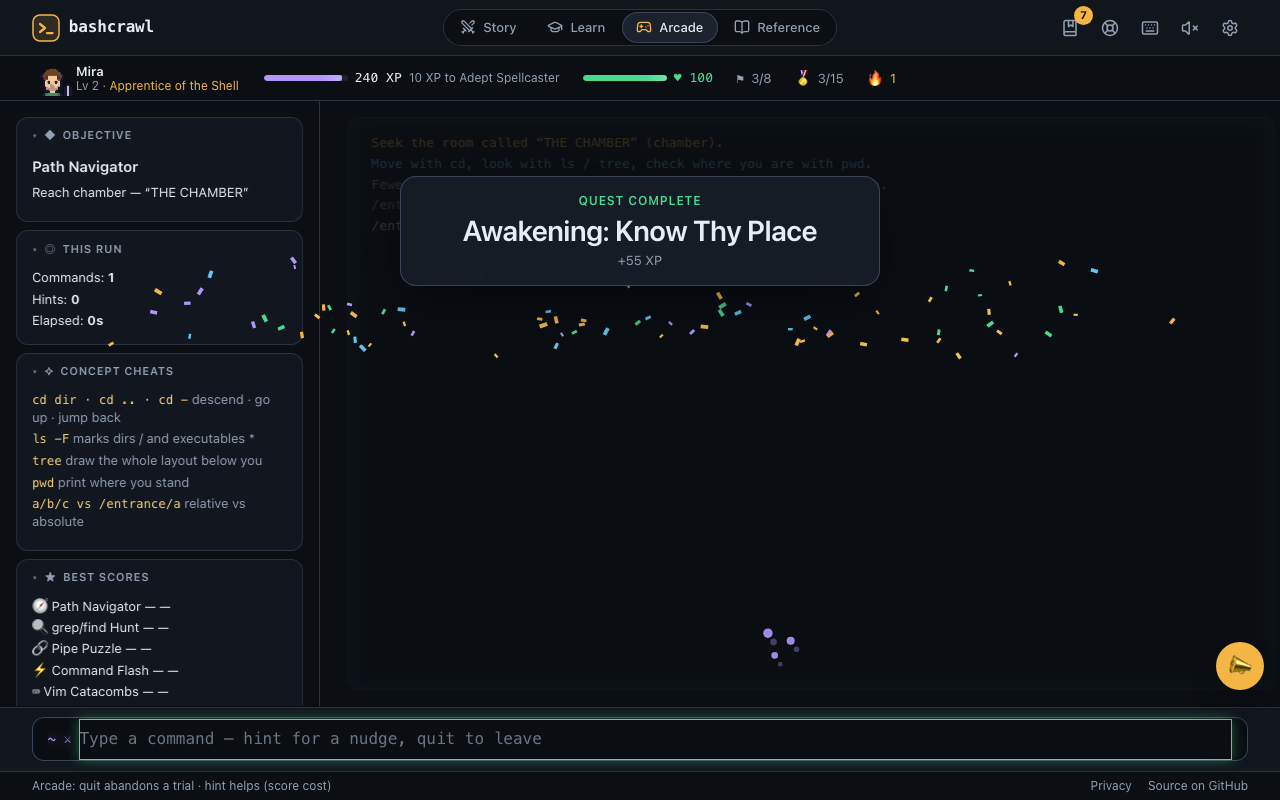 bashcrawl
Story
Learn
Arcade
Reference
7
Mira
Lv 2 · Apprentice of the Shell
240 XP 10 XP to Adept Spellcaster
♥ 100
3/8
3/15
1
OBJECTIVE
Path Navigator
Reach chamber — “THE CHAMBER”
THIS RUN
Commands: 1
Hints: 0
Elapsed: 0s
CONCEPT CHEATS
cd dir · cd .. · cd − descend · go
up · jump back
ls −F marks dirs / and executables *
tree draw the whole layout below you
pwd print where you stand
a/b/c vs /entrance/a relative vs
absolute
BEST SCORES
Path Navigator — —
grep/find Hunt — —
Pipe Puzzle — —
Command Flash — —
Vim Catacombs — —
Seek the room called “THE CHAMBER” (chamber).
Move with cd, look with ls / tree, check where you are with pwd.
QUEST COMPLETE
Awakening: Know Thy Place
+55 XP
~ ⚔ Type a command — hint for a nudge, quit to leave
Arcade: quit abandons a trial · hint helps (score cost)
Privacy
Source on GitHub